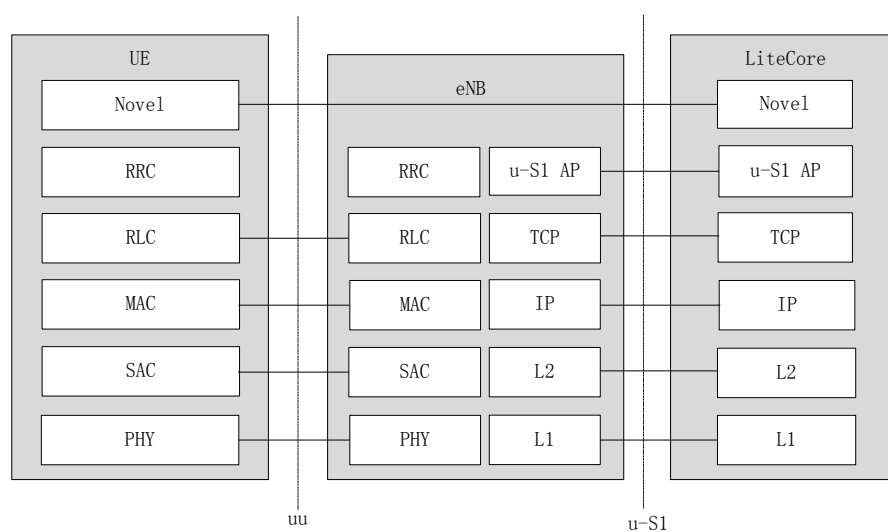 UE
eNB
LiteCore
Novel
Novel
RRC
RRC
u-S1 AP
u-S1 AP
RLC
RLC
TCP
TCP
MAC
MAC
IP
IP
SAC
SAC
L2
L2
PHY
PHY
L1
L1
uu
u-S1